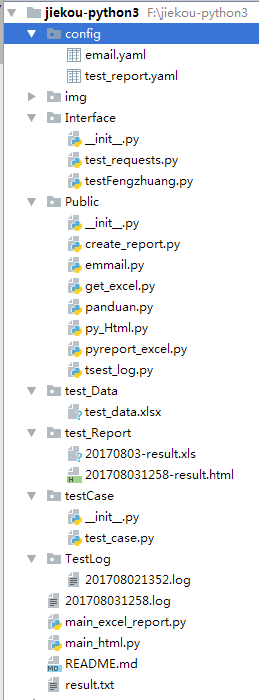 jiekou-python3 F:\jiekou-python3
config
email.yaml
test_report.yaml
img
Interface
__init__.py
test_requests.py
testFengzhuang.py
Public
__init__.py
create_report.py
emmail.py
get_excel.py
panduan.py
py_Html.py
pyreport_excel.py
tsest_log.py
test_Data
test_data.xlsx
test_Report
20170803-result.xls
201708031258-result.html
testCase
__init__.py
test_case.py
TestLog
201708021352.log
201708031258.log
main_excel_report.py
main_html.py
README.md
result.txt